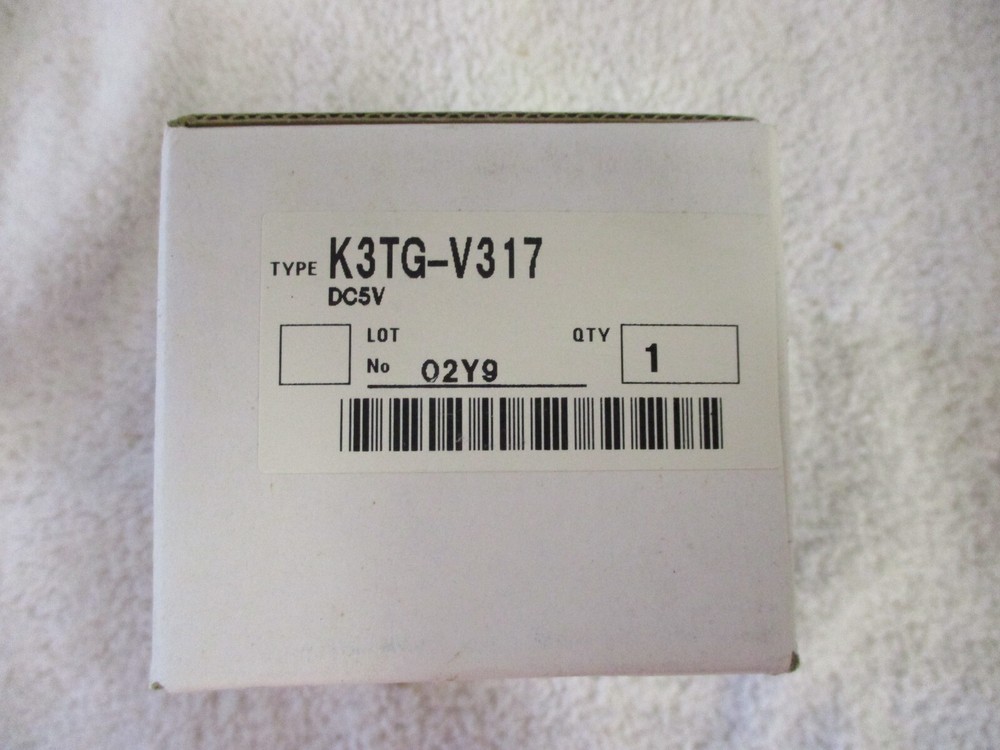 TYPE K3TG-V317
DC5V
LOT
No 02Y9
QTY 1